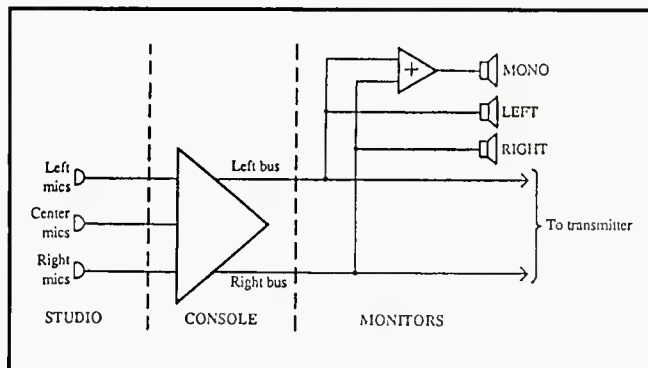 +
MONO
LEFT
RIGHT
Left
mics
Left bus
Center
mics
To transmitter
Right
mics
Right bus
STUDIO
CONSOLE
MONITORS